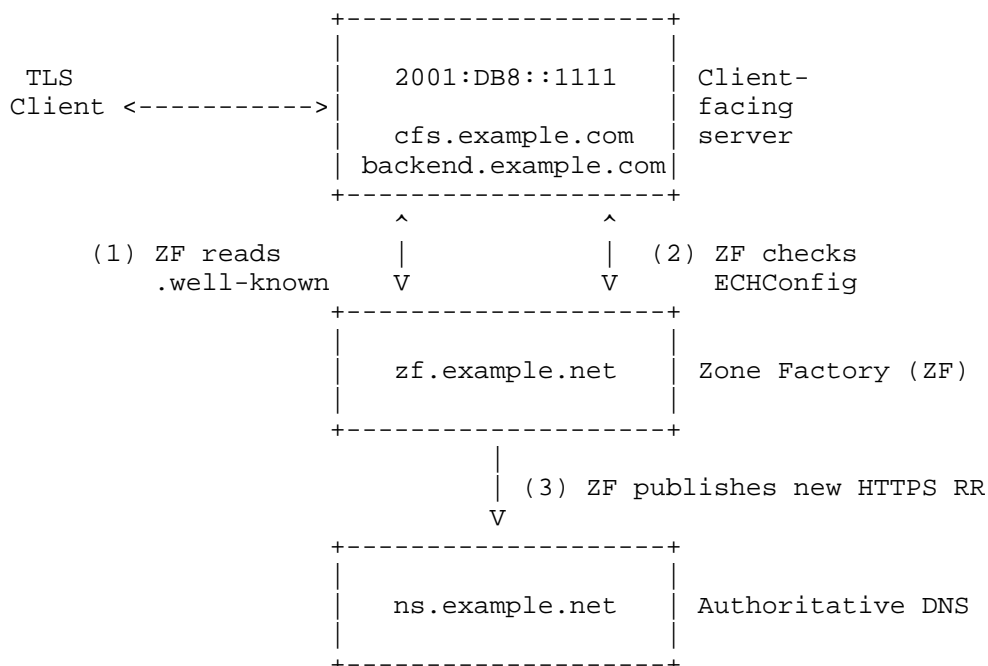 TLS
2001:DB8::1111
Client-
Client <----------->
facing
cfs.example.com
server
backend.example.com
(1) ZF reads
(2) ZF checks
.well-known
ECHConfig
zf.example.net
Zone Factory (ZF)
(3) ZF publishes new HTTPS RR
ns.example.net
Authoritative DNS